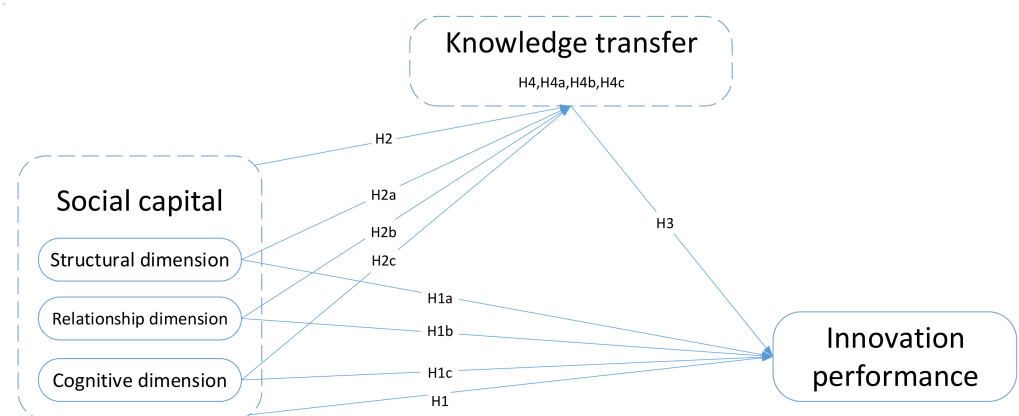 Knowledge transfer
H4,H4a,H4b,H4c
H2
Social capital
H2a
H2b
H3
Structural dimension
H2c
H1a
Relationship dimension
H1b
Innovation
performance
Cognitive dimension
H1c
H1